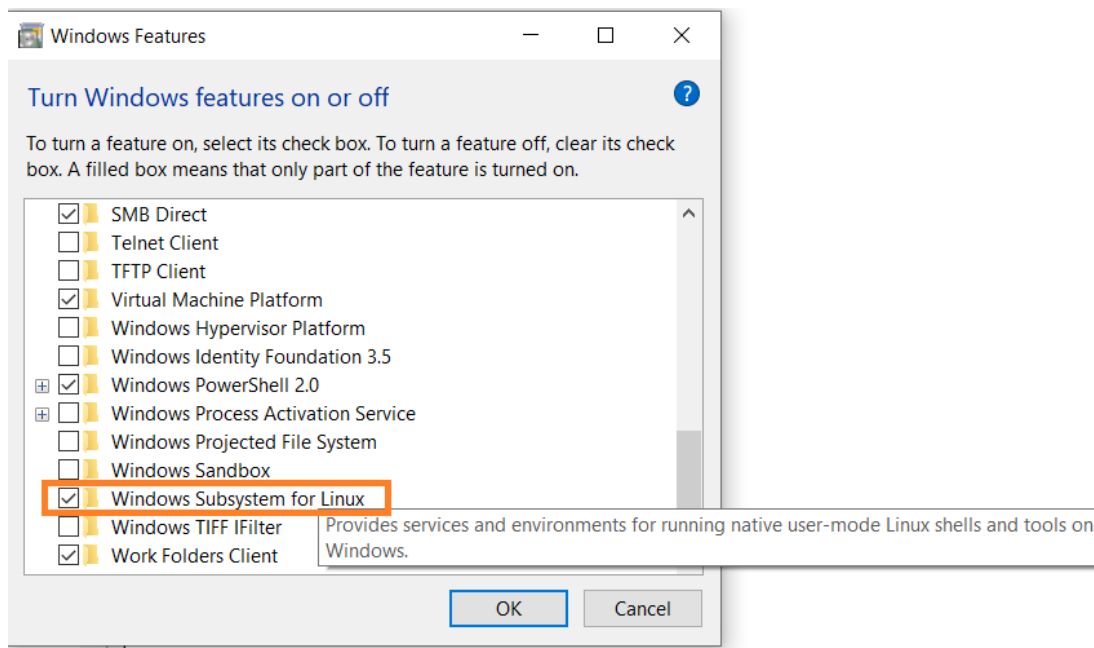 Windows Features
Turn Windows features on or off
To turn a feature on, select its check box. To turn a feature off, clear its check
box. A filled box means that only part of the feature is turned on.
SMB Direct
Telnet Client
TFTP Client
Virtual Machine Platform
Windows Hypervisor Platform
Windows Identity Foundation 3.5
Windows PowerShell 2.0
Windows Process Activation Service
Windows Projected File System
Windows Sandbox
Windows Subsystem for Linux
Windows TIFF IFilter
Provides services and environments for running native user-mode Linux shells and tools on
Windows.
Work Folders Client
OK
Cancel